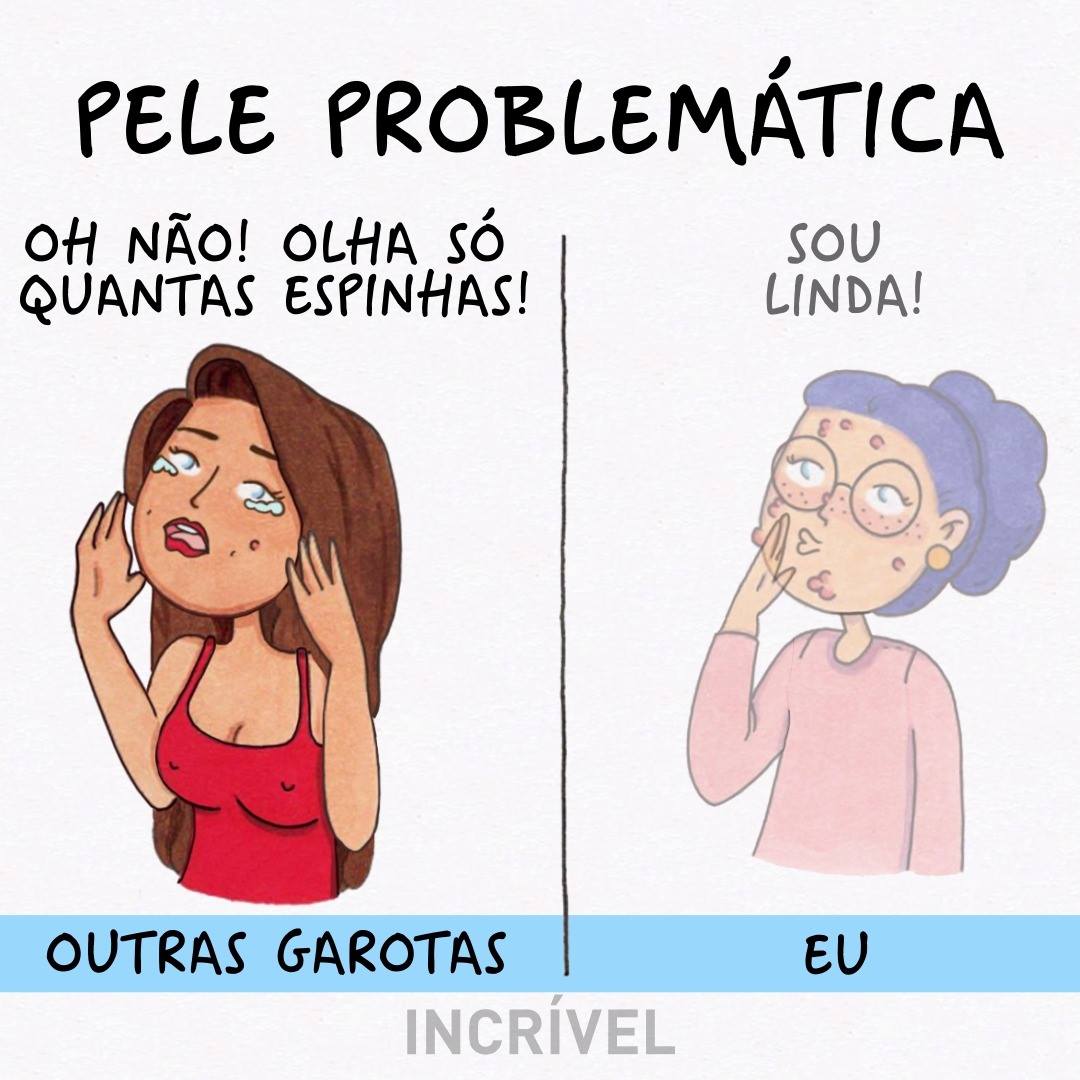 PELE PROBLEMÁTICA
OH NÃO! OLHA SÓ
QUANTAS ESPINHAS!
SOU
LINDA!
OUTRAS GAROTAS
EU
INCRÍVEL